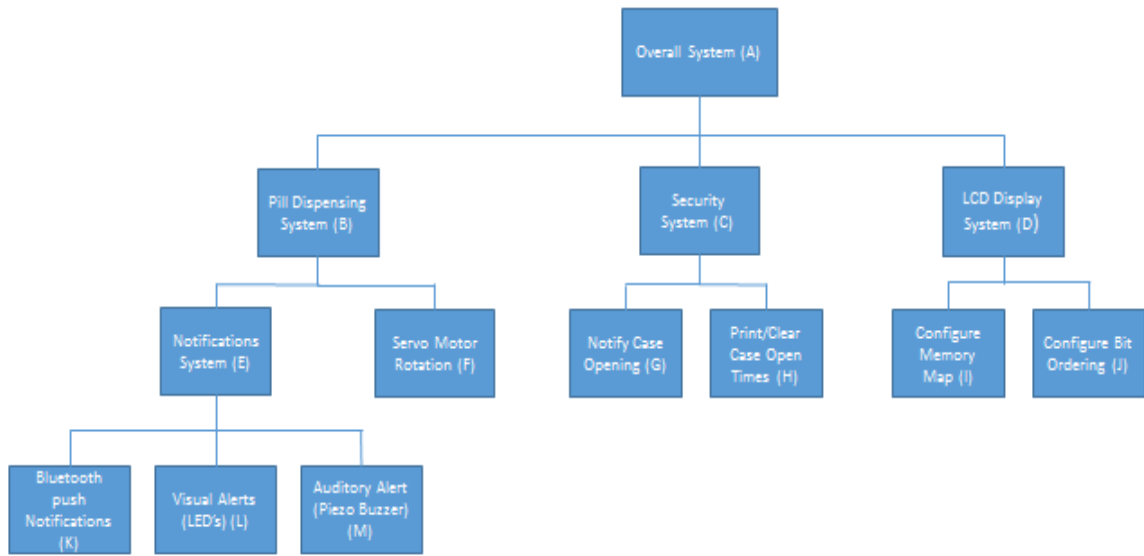 Overall System (A)
Pill Dispensing
System (B)
Security
System (C)
LCD Display
System (D)
Notifications
System (E)
Servo Motor
Rotation (F)
Notify Case
Opening (G)
Print/Clear
Case Open
Times (H)
Configure
Memory
Map (I)
Configure Bit
Ordering (J)
Bluetooth
push
Notifications
(K)
Visual Alerts
(LED's) (L)
Auditory Alert
(Piezo Buzzer)
(M)